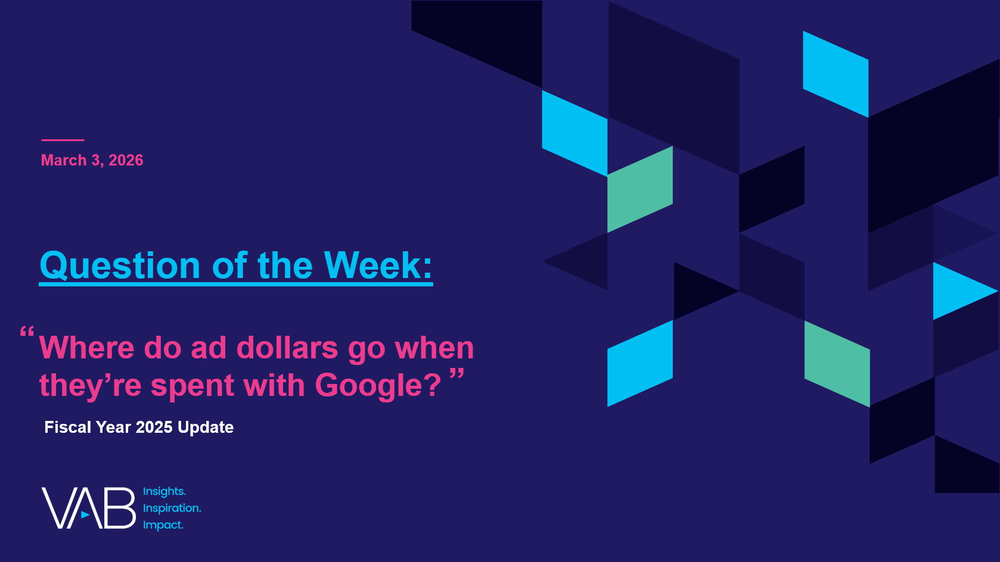 March 3, 2026
Question of the Week:
“Where do ad dollars go when
they’re spent with Google?”
Fiscal Year 2025 Update
VAB
Insights.
Inspiration.
Impact.